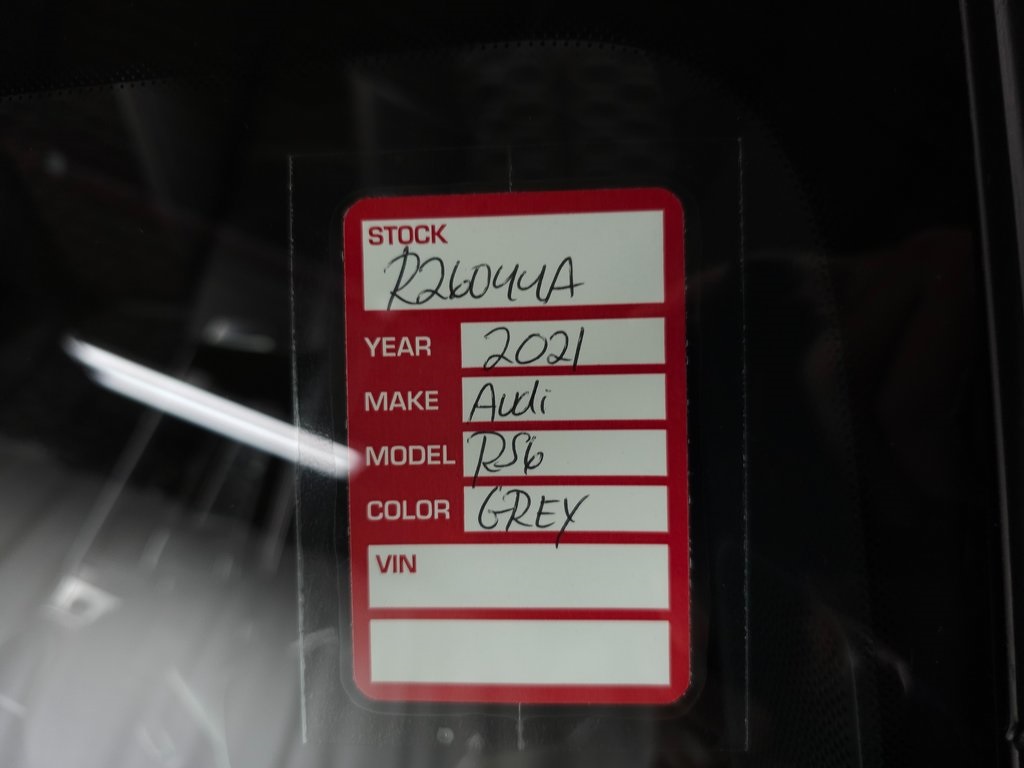 STOCK
R26044A
YEAR 2021
MAKE Audi
MODEL RS6
COLOR GREY
VIN